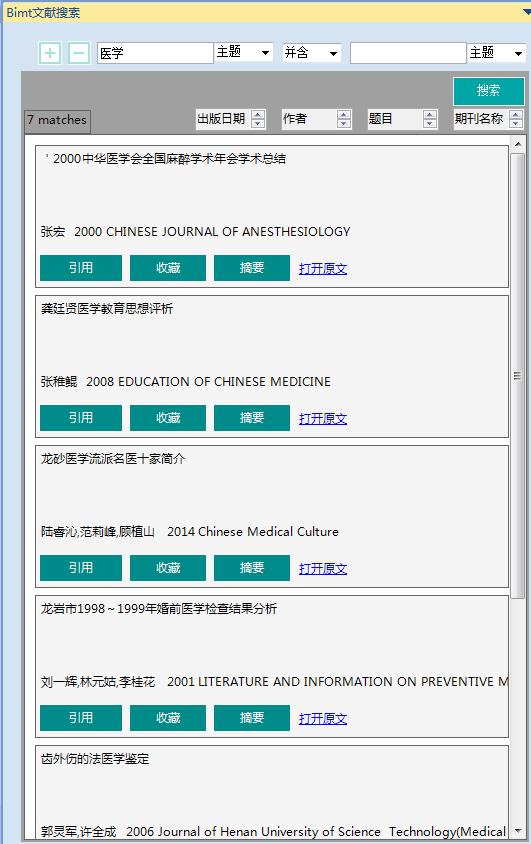 Bimt文献搜索
医学 主题 并含 主题
搜索
7 matches 出版日期 作者 题目 期刊名称
'2000中华医学会全国麻醉学术年会学术总结
张宏 2000 CHINESE JOURNAL OF ANESTHESIOLOGY
引用 收藏 摘要 打开原文
龚廷贤医学教育思想评析
张稚鲲 2008 EDUCATION OF CHINESE MEDICINE
引用 收藏 摘要 打开原文
龙砂医学流派名医十家简介
陆睿沁,范莉峰,顾植山 2014 Chinese Medical Culture
引用 收藏 摘要 打开原文
龙岩市1998～1999年婚前医学检查结果分析
刘一辉,林元姑,李桂花 2001 LITERATURE AND INFORMATION ON PREVENTIVE M
引用 收藏 摘要 打开原文
齿外伤的法医学鉴定
郭灵军,许全成 2006 Journal of Henan University of Science Technology(Medical